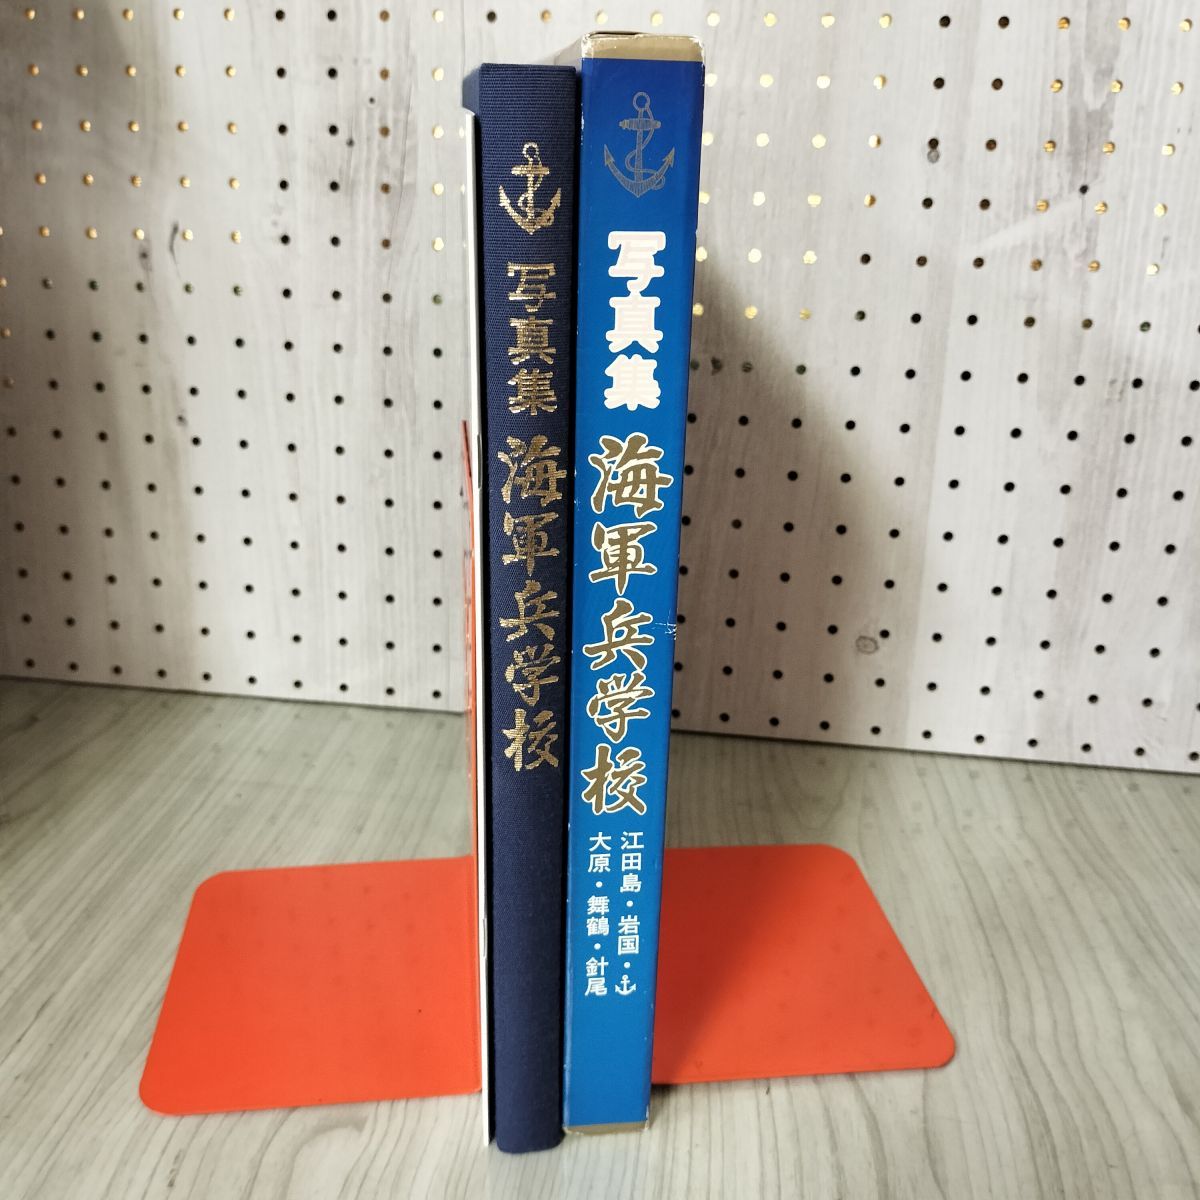 写真集
海軍兵学校
写真集
海軍兵学校
江田島・岩国・
大原・舞鶴・針尾